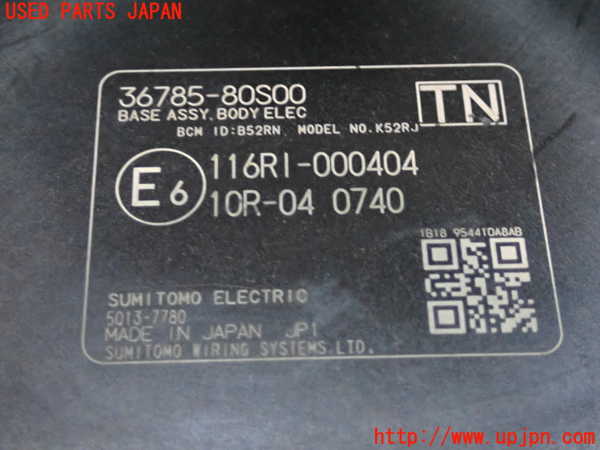 USED PARTS JAPAN
36785-80S00
BASE ASSY, BODY ELEC
BCM ID:B52RN MODEL NO.K52RJ
TN
E6
116RI-000404
10R-04 0740
1B18 954410A8AB
SUMITOMO ELECTRIC
5013-7780
MADE IN JAPAN JP1
SUMITOMO WIRING SYSTEMS,LTD.
(C)Copyright
http://www.upjpn.com/